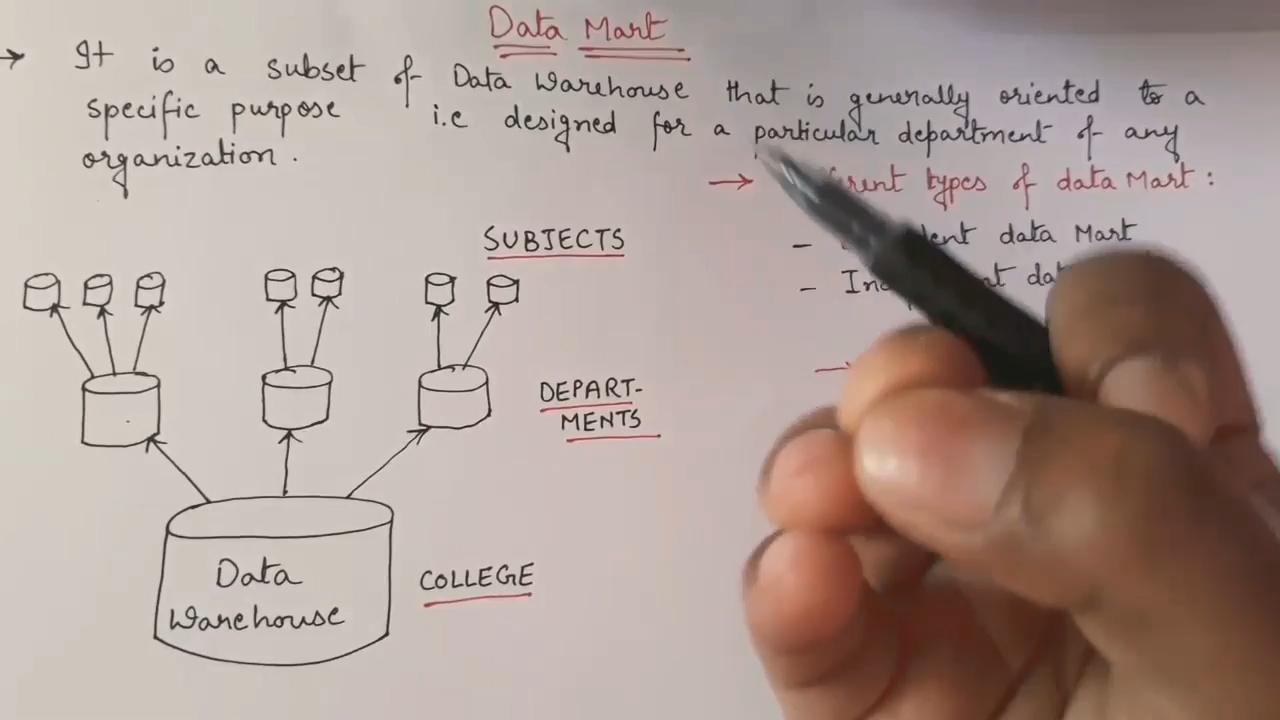 Data Mart
→ It is a subset of Data Warehouse that is generally oriented to a
specific purpose i.e designed for a particular department of any
organization.
→ types of data Mart:
- data Mart
-
SUBJECTS
DEPART-
MENTS
Data
Warehouse
COLLEGE